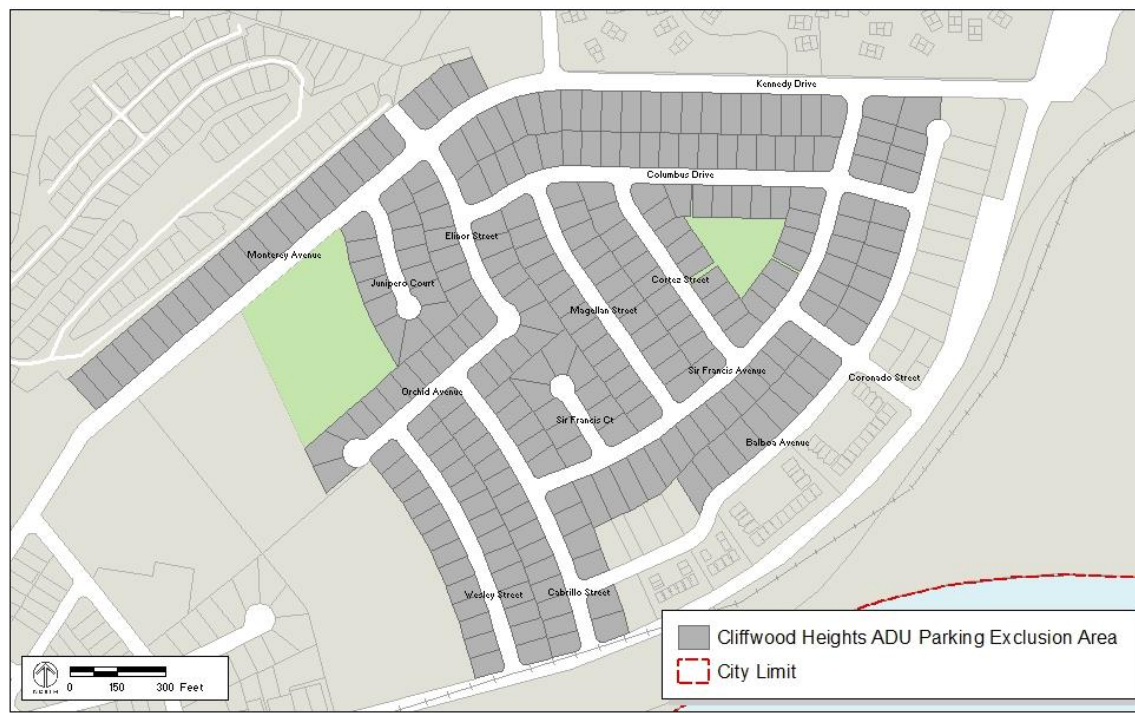 Kennedy Drive
Columbus Drive
Elinor Street
Monterey Avenue
Junipero Court
Cortez Street
Magellan Street
Sir Francis Avenue
Coronado Street
Orchid Avenue
Sir Francis Ct
Balboa Avenue
Wesley Street
Cabrillo Street
Cliffwood Heights ADU Parking Exclusion Area
City Limit
NORTH
0 150 300 Feet